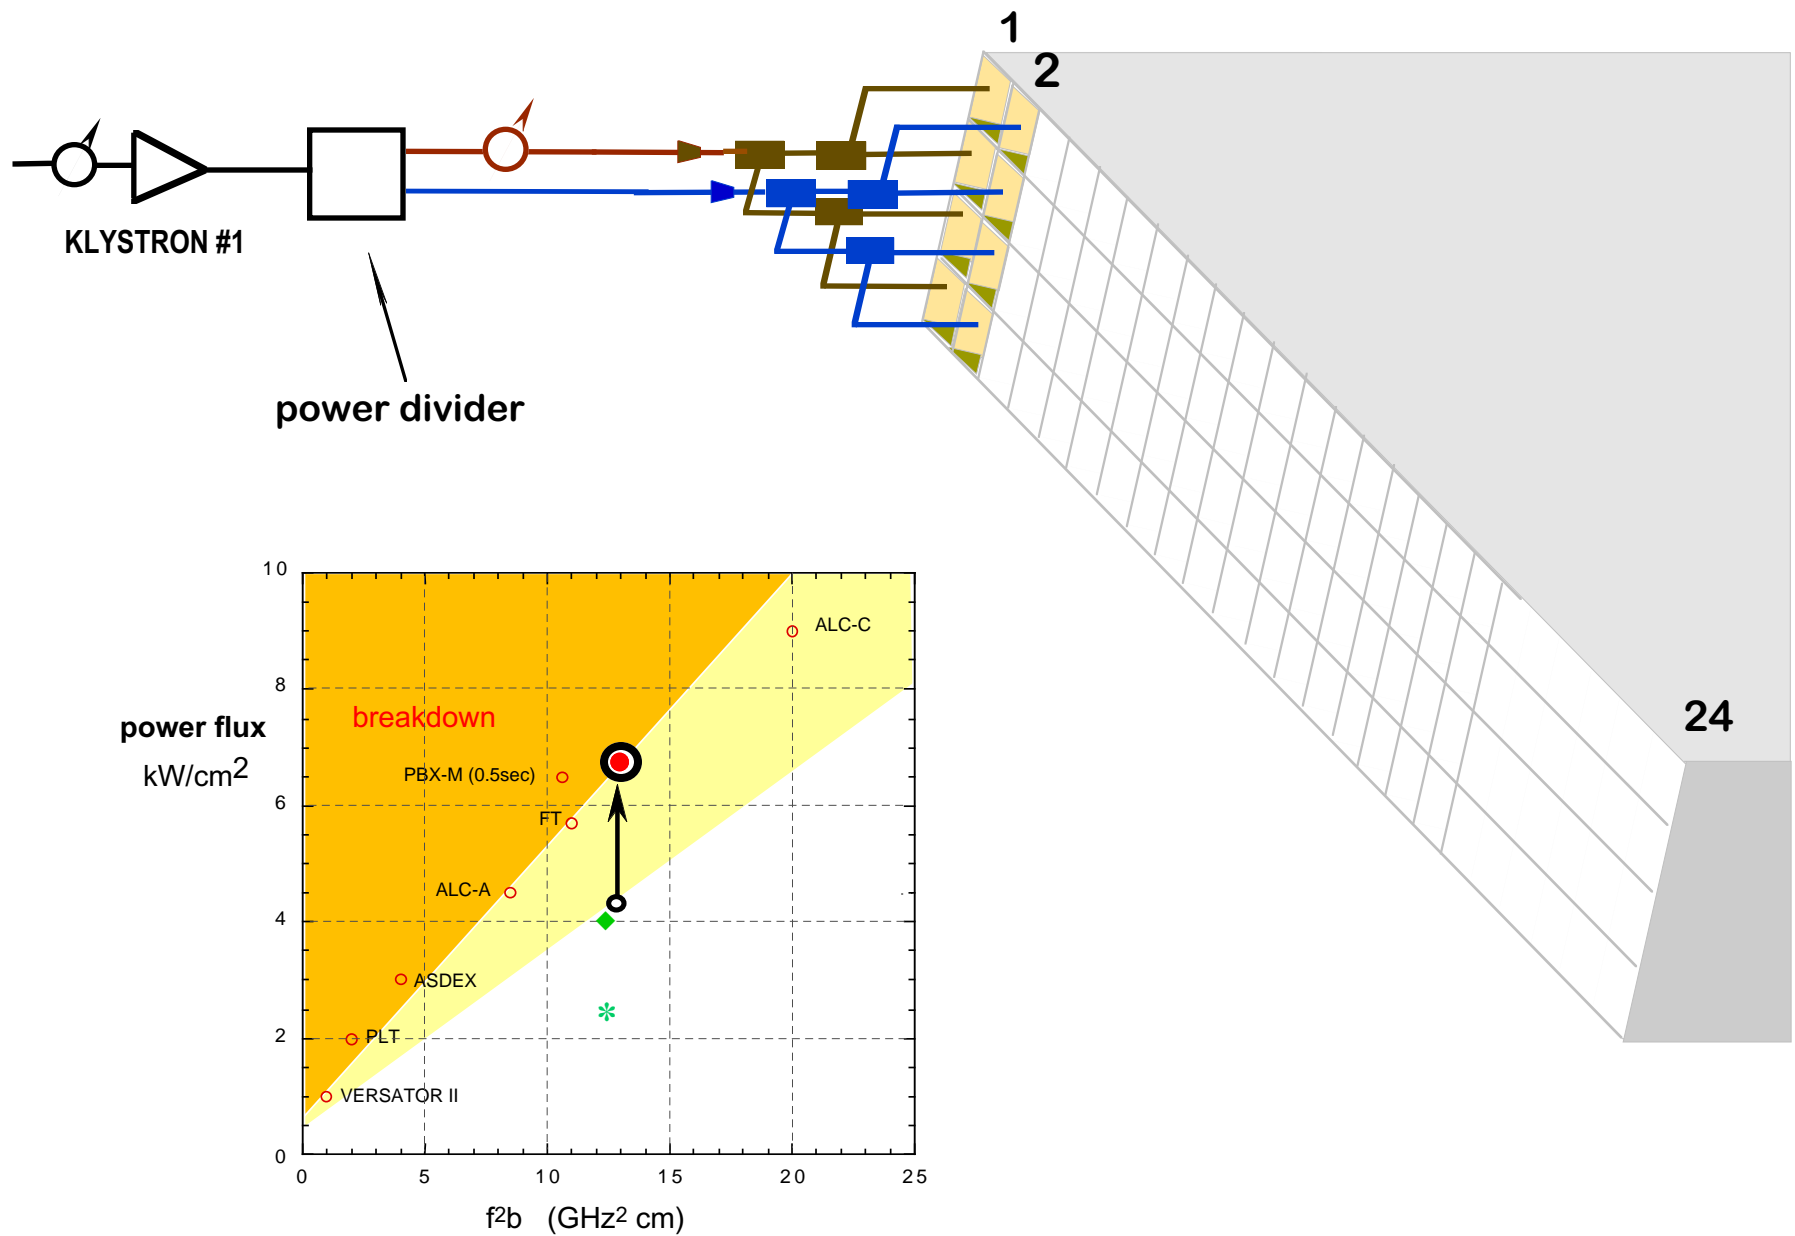 1
2
KLYSTRON #1
power divider
24
10
8
6
4
2
0
power flux
kW/cm2
breakdown
ALC-C
PBX-M (0.5sec)
FT
ALC-A
ASDEX
PLT
VERSATOR II
*
0 5 10 15 20 25
f2b (GHz2 cm)